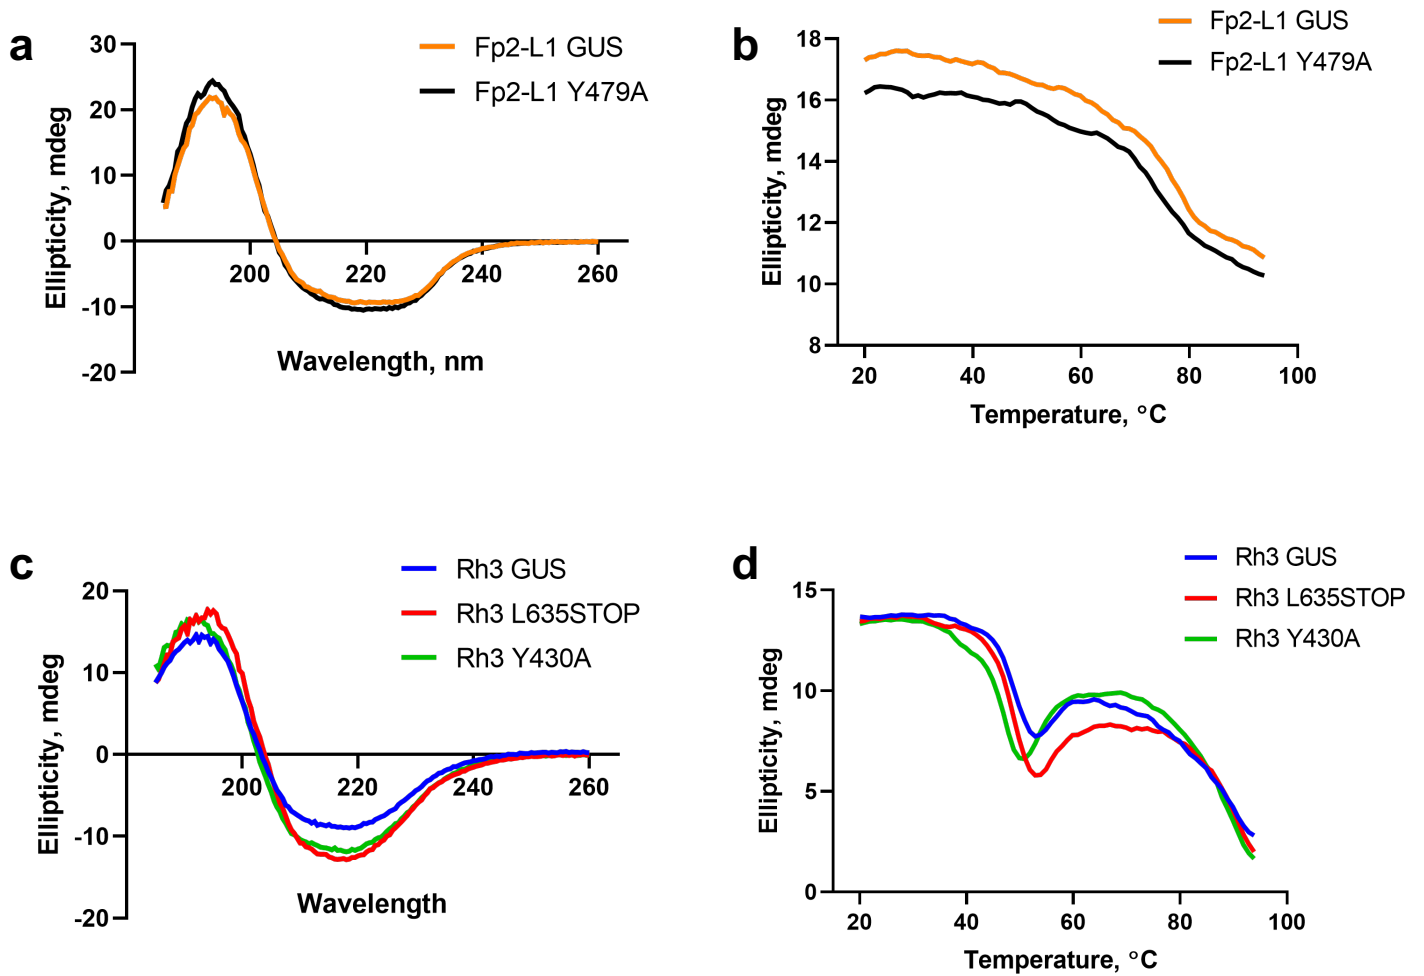 a
Fp2-L1 GUS
Fp2-L1 Y479A
Ellipticity, mdeg
30
20
10
0
-10
-20
200
220
240
260
Wavelength, nm
b
Fp2-L1 GUS
Fp2-L1 Y479A
Ellipticity, mdeg
18
16
14
12
10
8
20
40
60
80
100
Temperature, °C
c
Rh3 GUS
Rh3 L635STOP
Rh3 Y430A
Ellipticity, mdeg
20
10
0
-10
-20
200
220
240
260
Wavelength
d
Rh3 GUS
Rh3 L635STOP
Rh3 Y430A
Ellipticity, mdeg
15
10
5
0
20
40
60
80
100
Temperature, °C